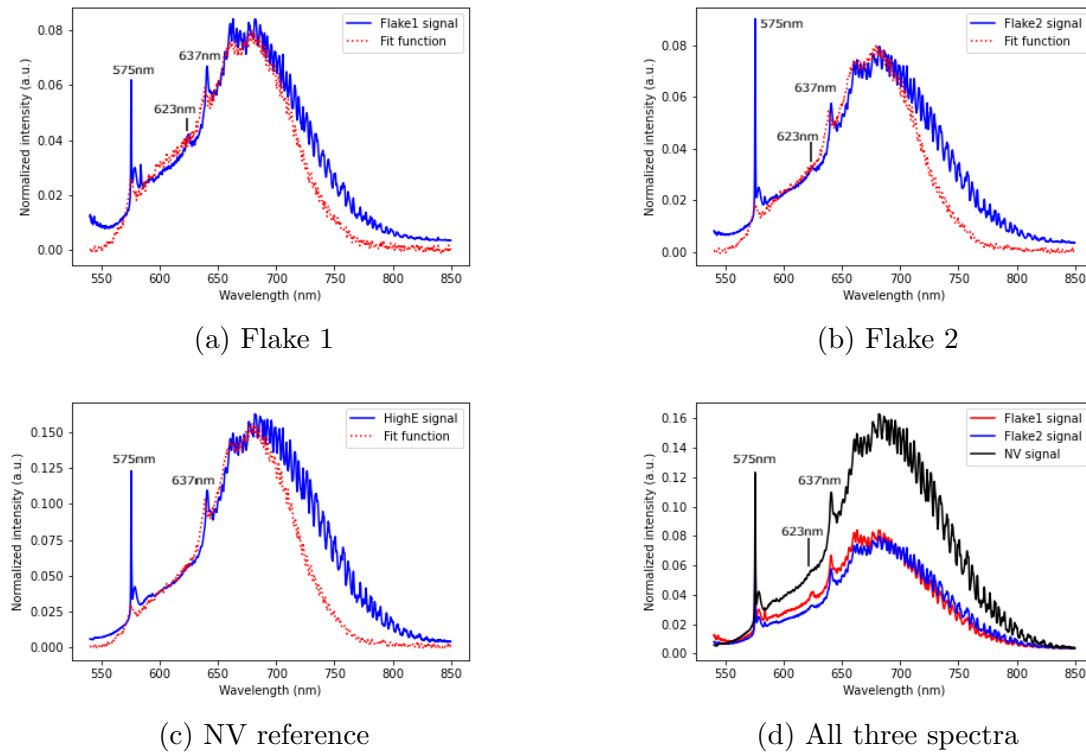 Flake1 signal
Fit function
575nm
637nm
623nm
Normalized intensity (a.u.)
0.08
0.06
0.04
0.02
0.00
550 600 650 700 750 800 850
Wavelength (nm)
(a) Flake 1
Flake2 signal
Fit function
575nm
637nm
623nm
Normalized intensity (a.u.)
0.08
0.06
0.04
0.02
0.00
550 600 650 700 750 800 850
Wavelength (nm)
(b) Flake 2
HighE signal
Fit function
575nm
637nm
Normalized intensity (a.u.)
0.150
0.125
0.100
0.075
0.050
0.025
0.000
550 600 650 700 750 800 850
Wavelength (nm)
(c) NV reference
Flake1 signal
Flake2 signal
NV signal
575nm
637nm
623nm
Normalized intensity (a.u.)
0.16
0.14
0.12
0.10
0.08
0.06
0.04
0.02
0.00
550 600 650 700 750 800 850
Wavelength (nm)
(d) All three spectra